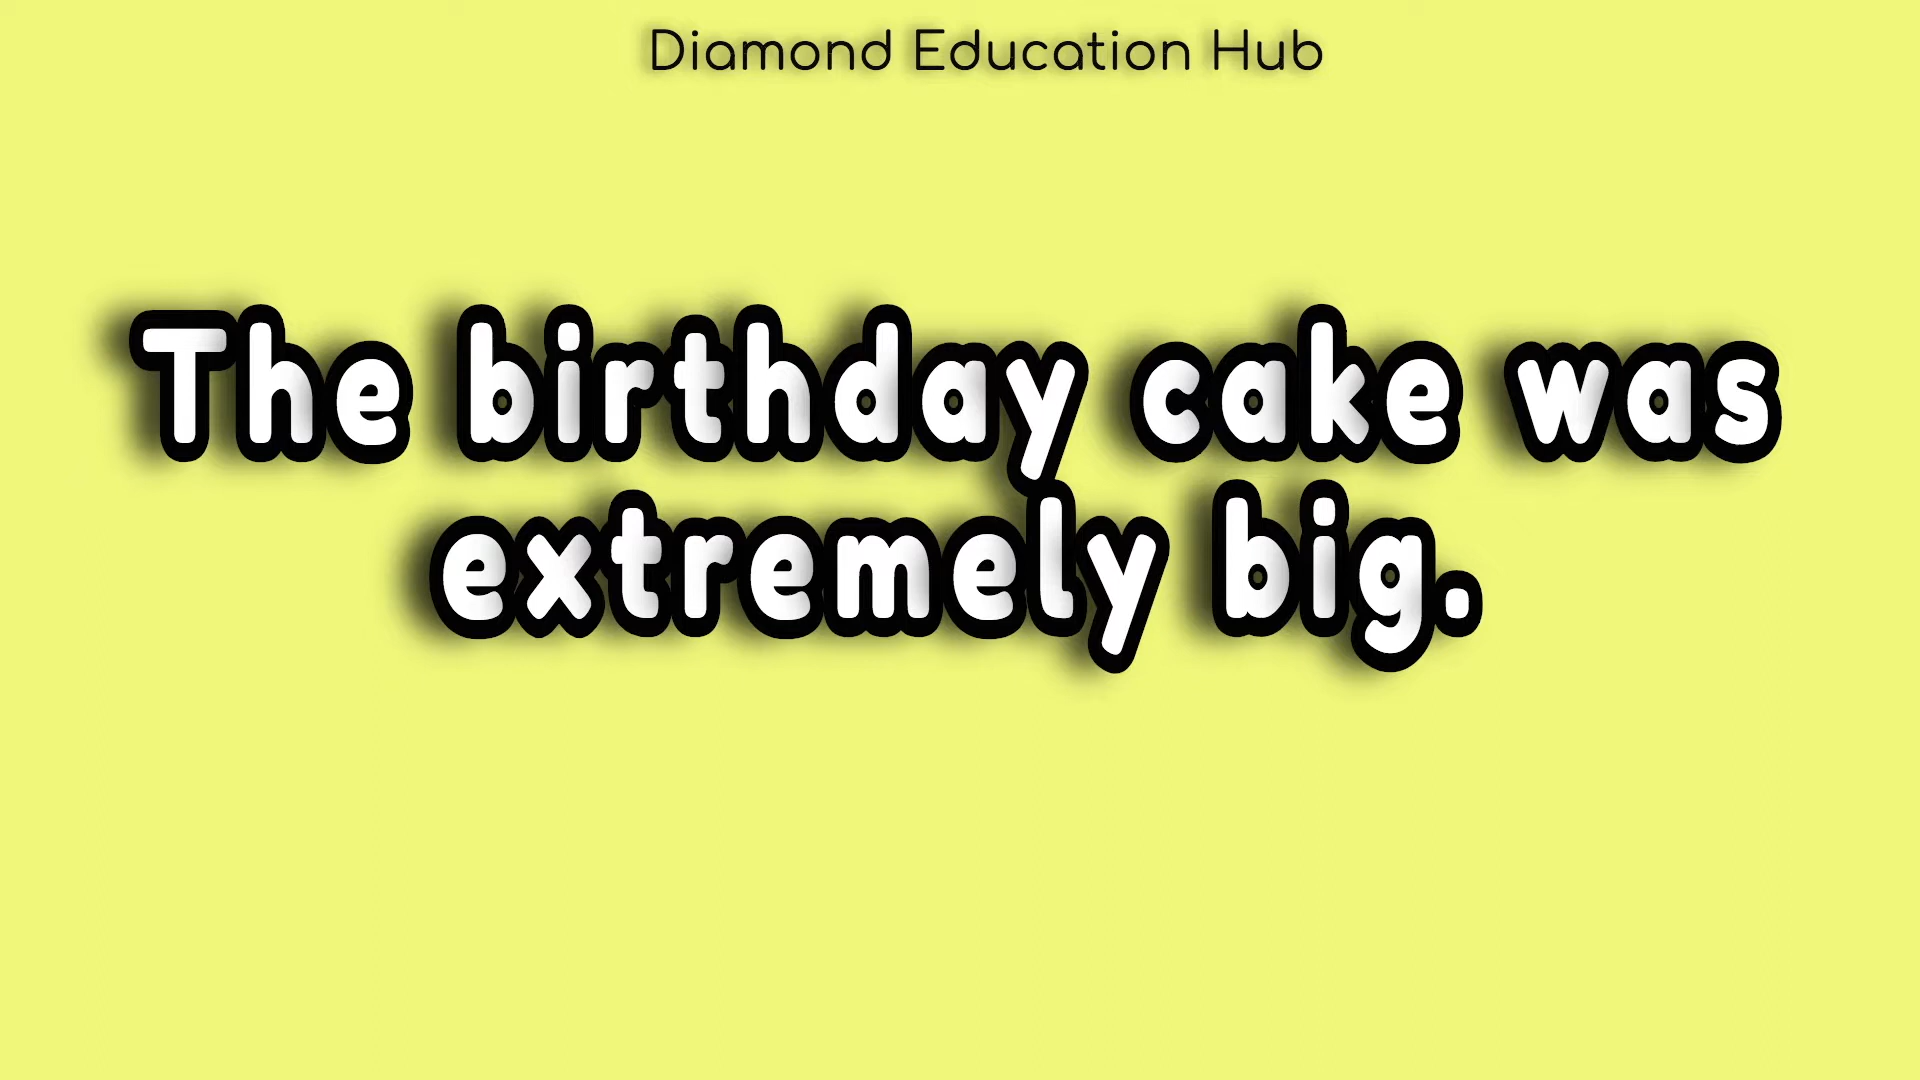 Diamond Education Hub
The birthday cake was
extremely big.